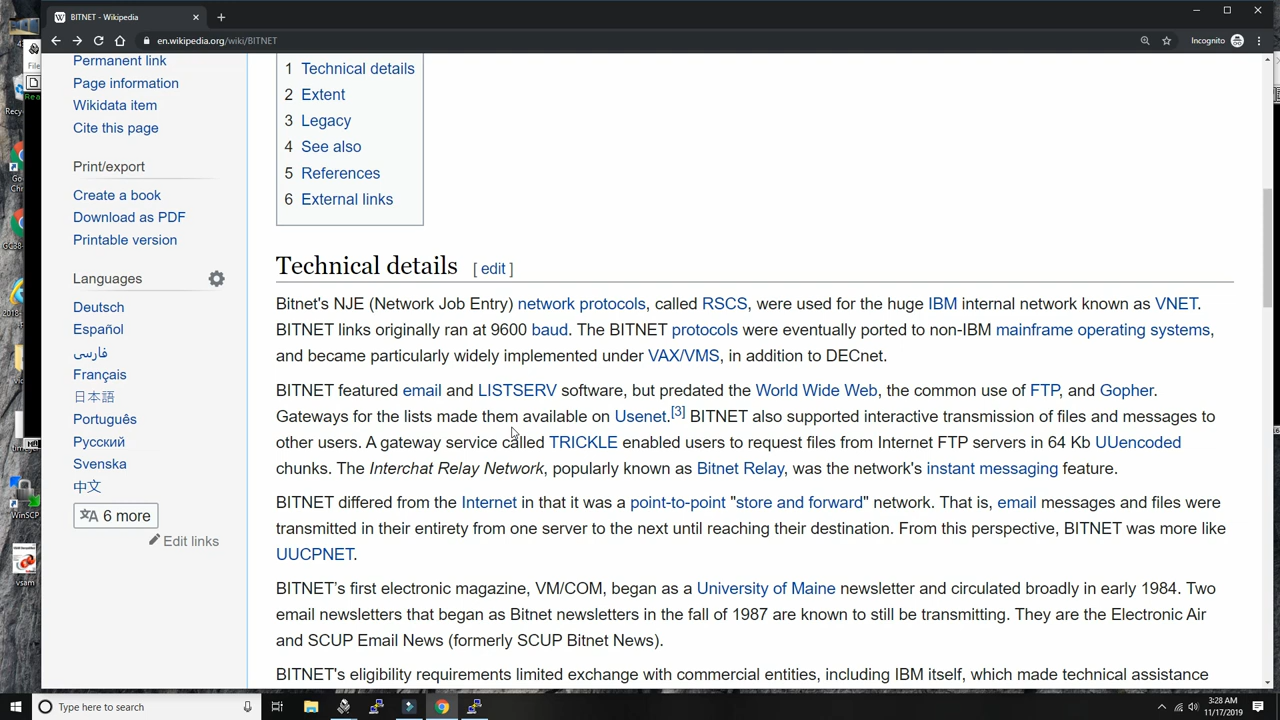 BITNET - Wikipedia
en.wikipedia.org/wiki/BITNET
Incognito
Permanent link
Page information
Wikidata item
Cite this page
Print/export
Create a book
Download as PDF
Printable version
Languages
Deutsch
Español
فارسی
Français
日本語
Português
Русский
Svenska
中文
6 more
Edit links
1 Technical details
2 Extent
3 Legacy
4 See also
5 References
6 External links
Technical details [ edit ]
Bitnet's NJE (Network Job Entry) network protocols, called RSCS, were used for the huge IBM internal network known as VNET.
BITNET links originally ran at 9600 baud. The BITNET protocols were eventually ported to non-IBM mainframe operating systems,
and became particularly widely implemented under VAX/VMS, in addition to DECnet.
BITNET featured email and LISTSERV software, but predated the World Wide Web, the common use of FTP, and Gopher.
Gateways for the lists made them available on Usenet.[3] BITNET also supported interactive transmission of files and messages to
other users. A gateway service called TRICKLE enabled users to request files from Internet FTP servers in 64 Kb UUencoded
chunks. The Interchat Relay Network, popularly known as Bitnet Relay, was the network's instant messaging feature.
BITNET differed from the Internet in that it was a point-to-point "store and forward" network. That is, email messages and files were
transmitted in their entirety from one server to the next until reaching their destination. From this perspective, BITNET was more like
UUCPNET.
BITNET's first electronic magazine, VM/COM, began as a University of Maine newsletter and circulated broadly in early 1984. Two
email newsletters that began as Bitnet newsletters in the fall of 1987 are known to still be transmitting. They are the Electronic Air
and SCUP Email News (formerly SCUP Bitnet News).
BITNET's eligibility requirements limited exchange with commercial entities, including IBM itself, which made technical assistance
WinSCP
vsam
Type here to search
3:28 AM
11/17/2019